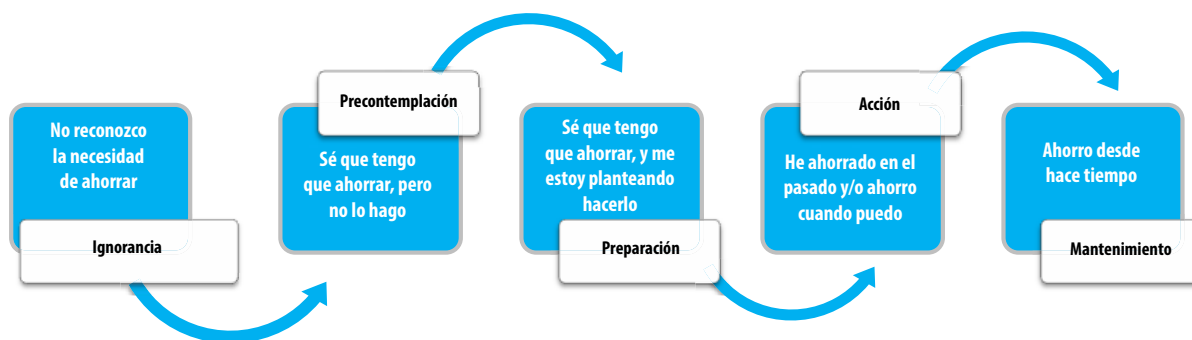 No reconozco
la necesidad
de ahorrar
Ignorancia
Precontemplación
Sé que tengo
que ahorrar, pero
no lo hago
Sé que tengo
que ahorrar, y me
estoy planteando
hacerlo
Preparación
Acción
He ahorrado en el
pasado y/o ahorro
cuando puedo
Ahorro desde
hace tiempo
Mantenimiento